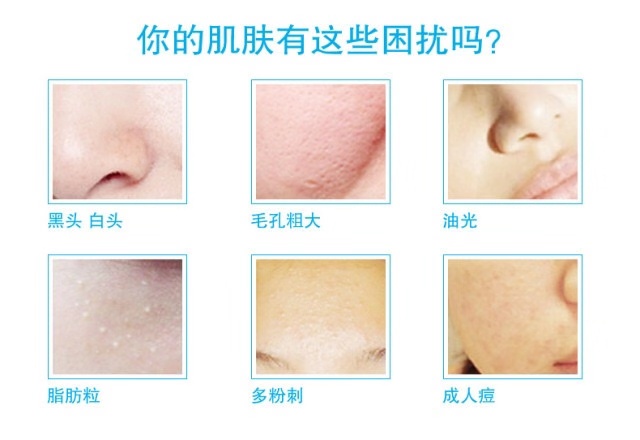 你的肌肤有这些困扰吗?
黑头 白头
毛孔粗大
油光
脂肪粒
多粉刺
成人痘